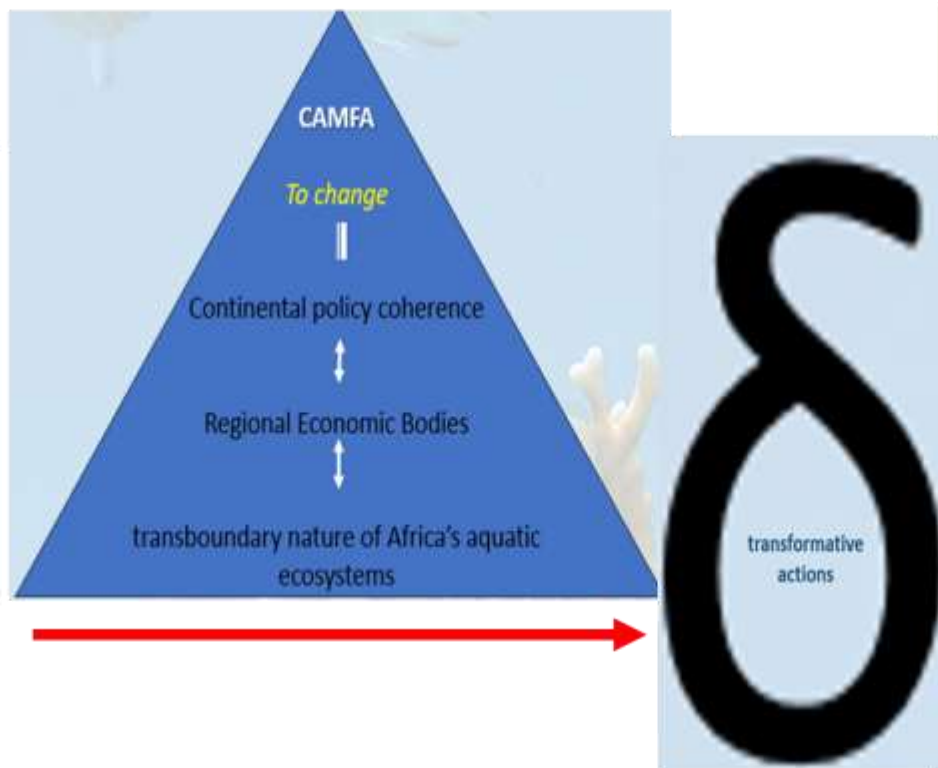 CAMFA
To change
Continental policy coherence
Regional Economic Bodies
transboundary nature of Africa's aquatic
ecosystems
δ
transformative
actions